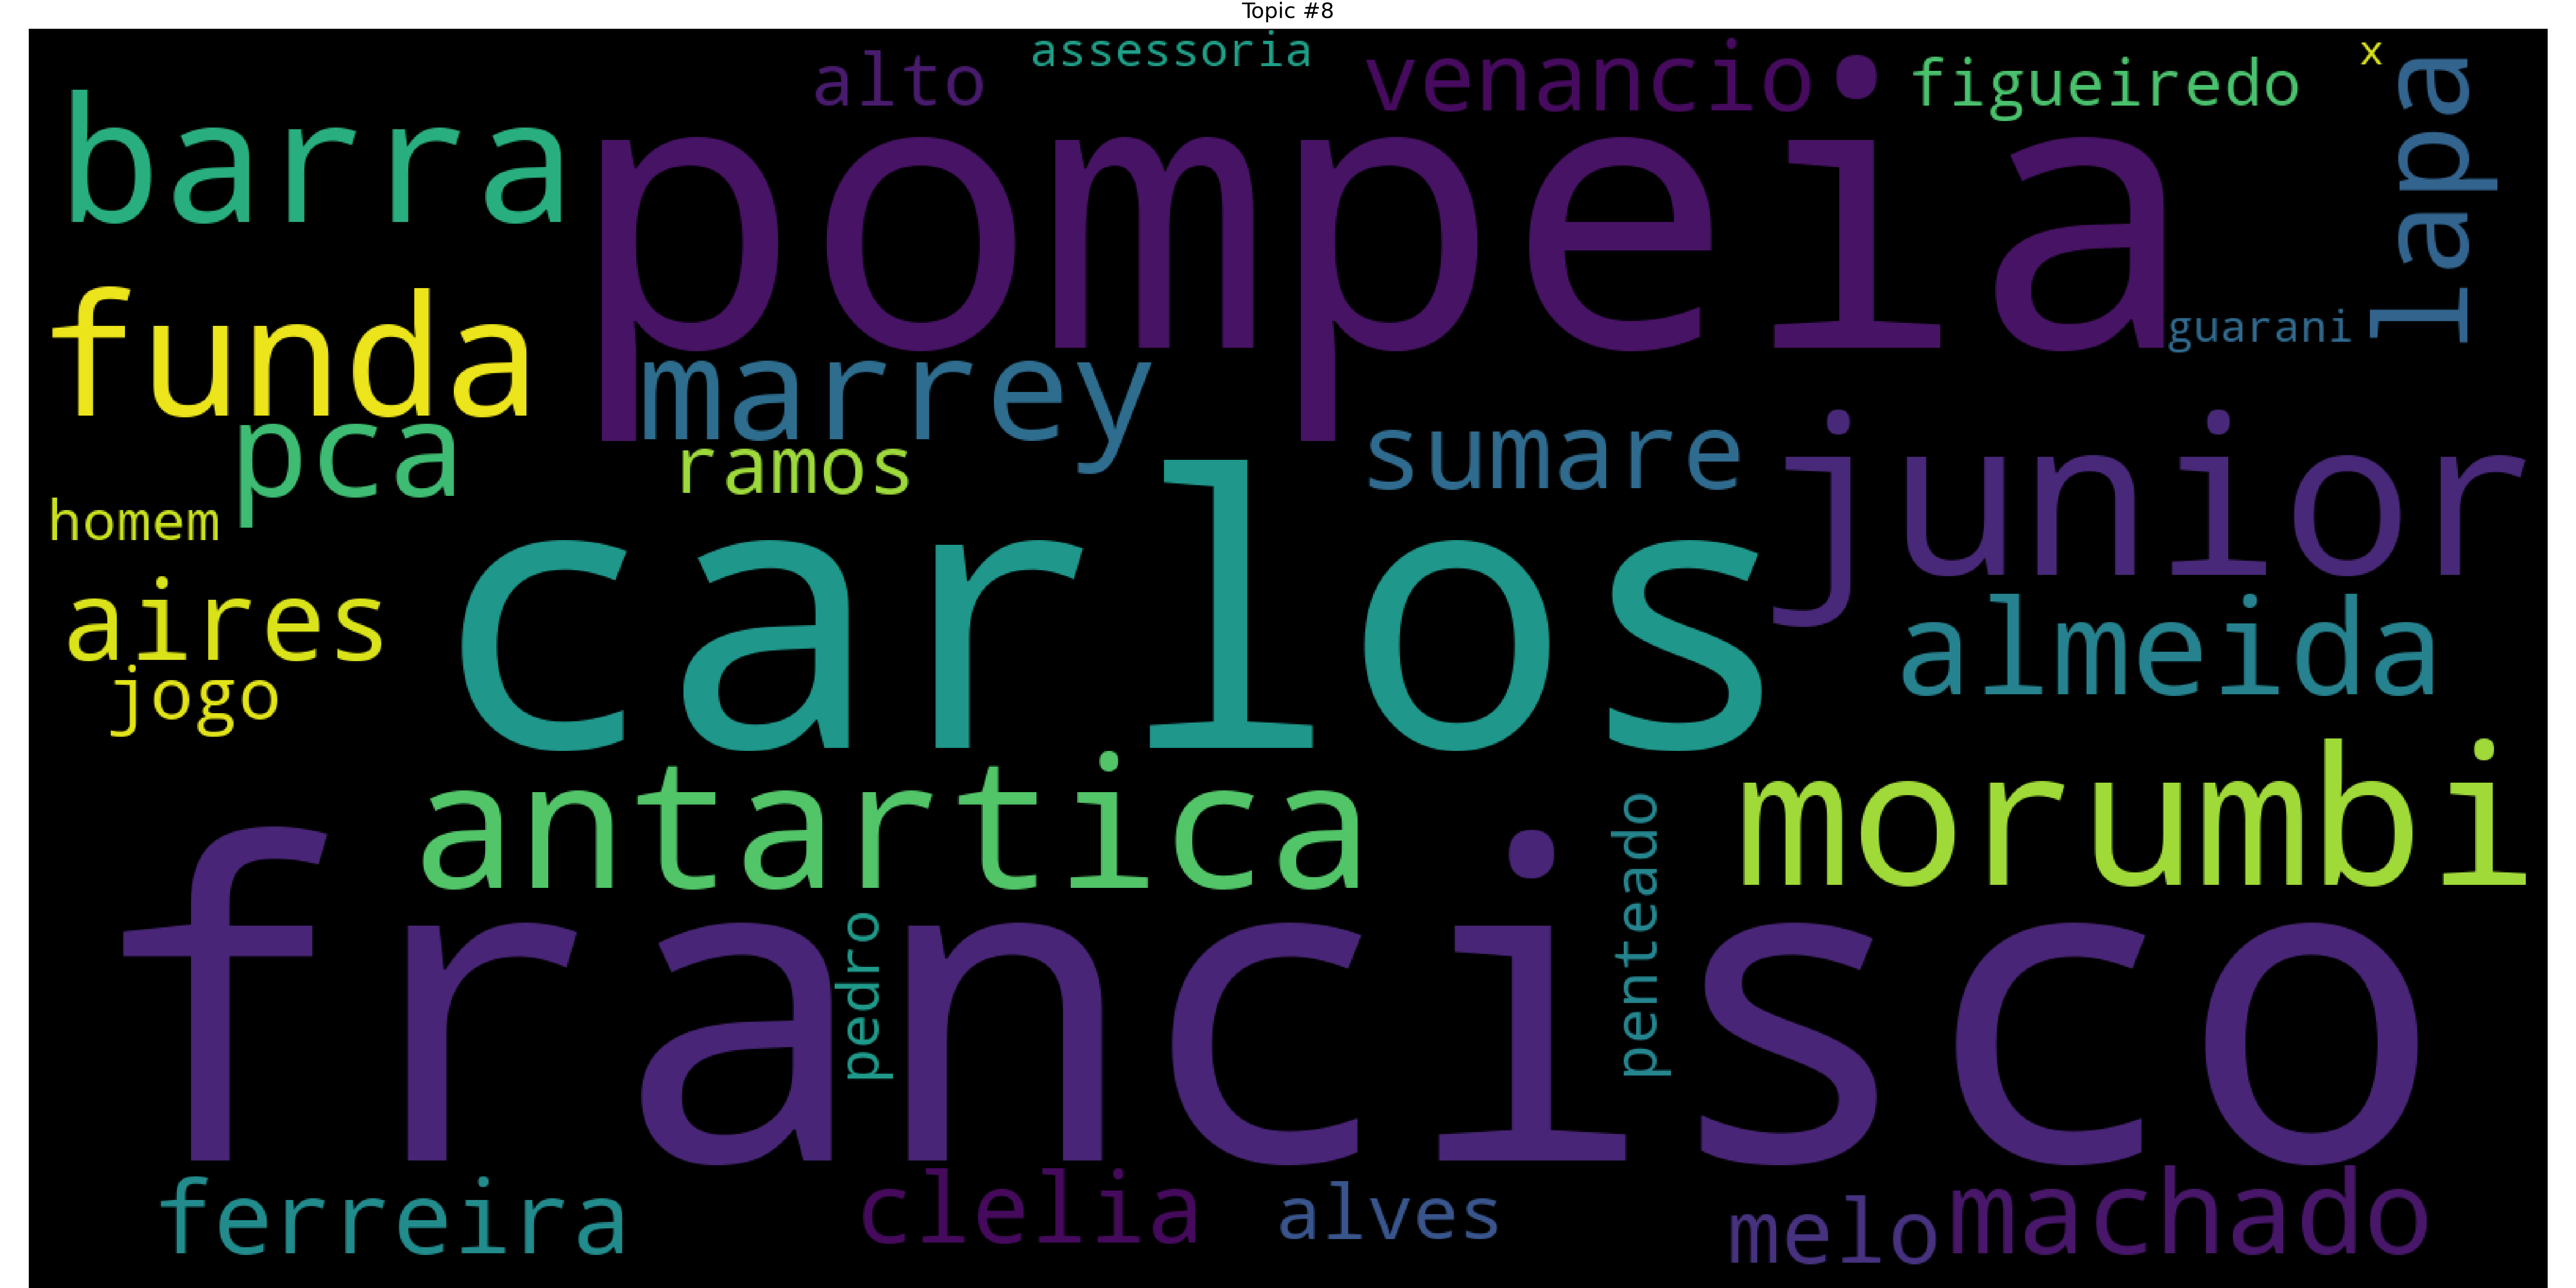 Topic #8
assessoria
x
alto
venancio
figueiredo
barra
pompeia
lapa
funda
guarani
marrey
pca
ramos
sumare
junior
homem
carlos
aires
almeida
jogo
antartica
morumbi
francisco
pedro
penteado
ferreira
clelia
alves
melo
machado